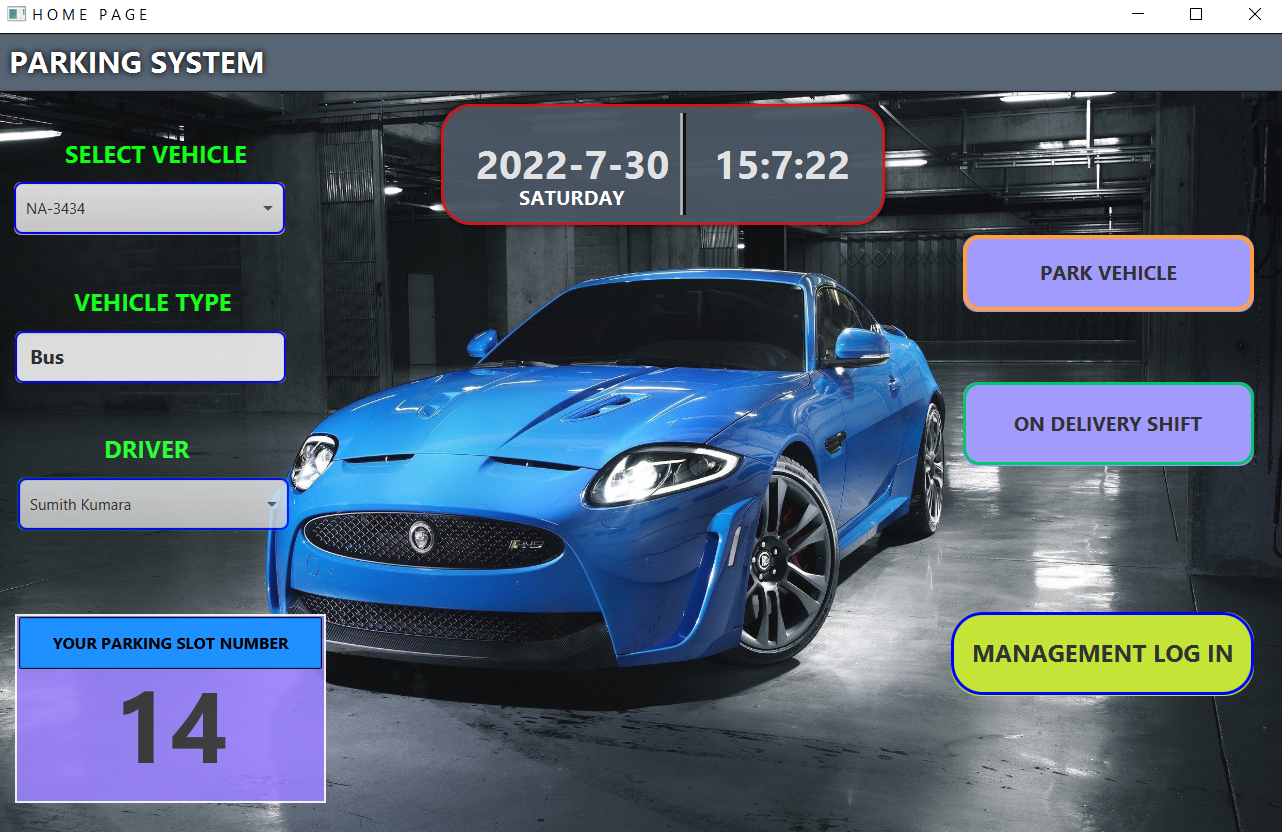 HOME PAGE
PARKING SYSTEM
SELECT VEHICLE
NA-3434
VEHICLE TYPE
Bus
DRIVER
Sumith Kumara
YOUR PARKING SLOT NUMBER
14
2022-7-30
SATURDAY
15:7:22
PARK VEHICLE
ON DELIVERY SHIFT
MANAGEMENT LOG IN